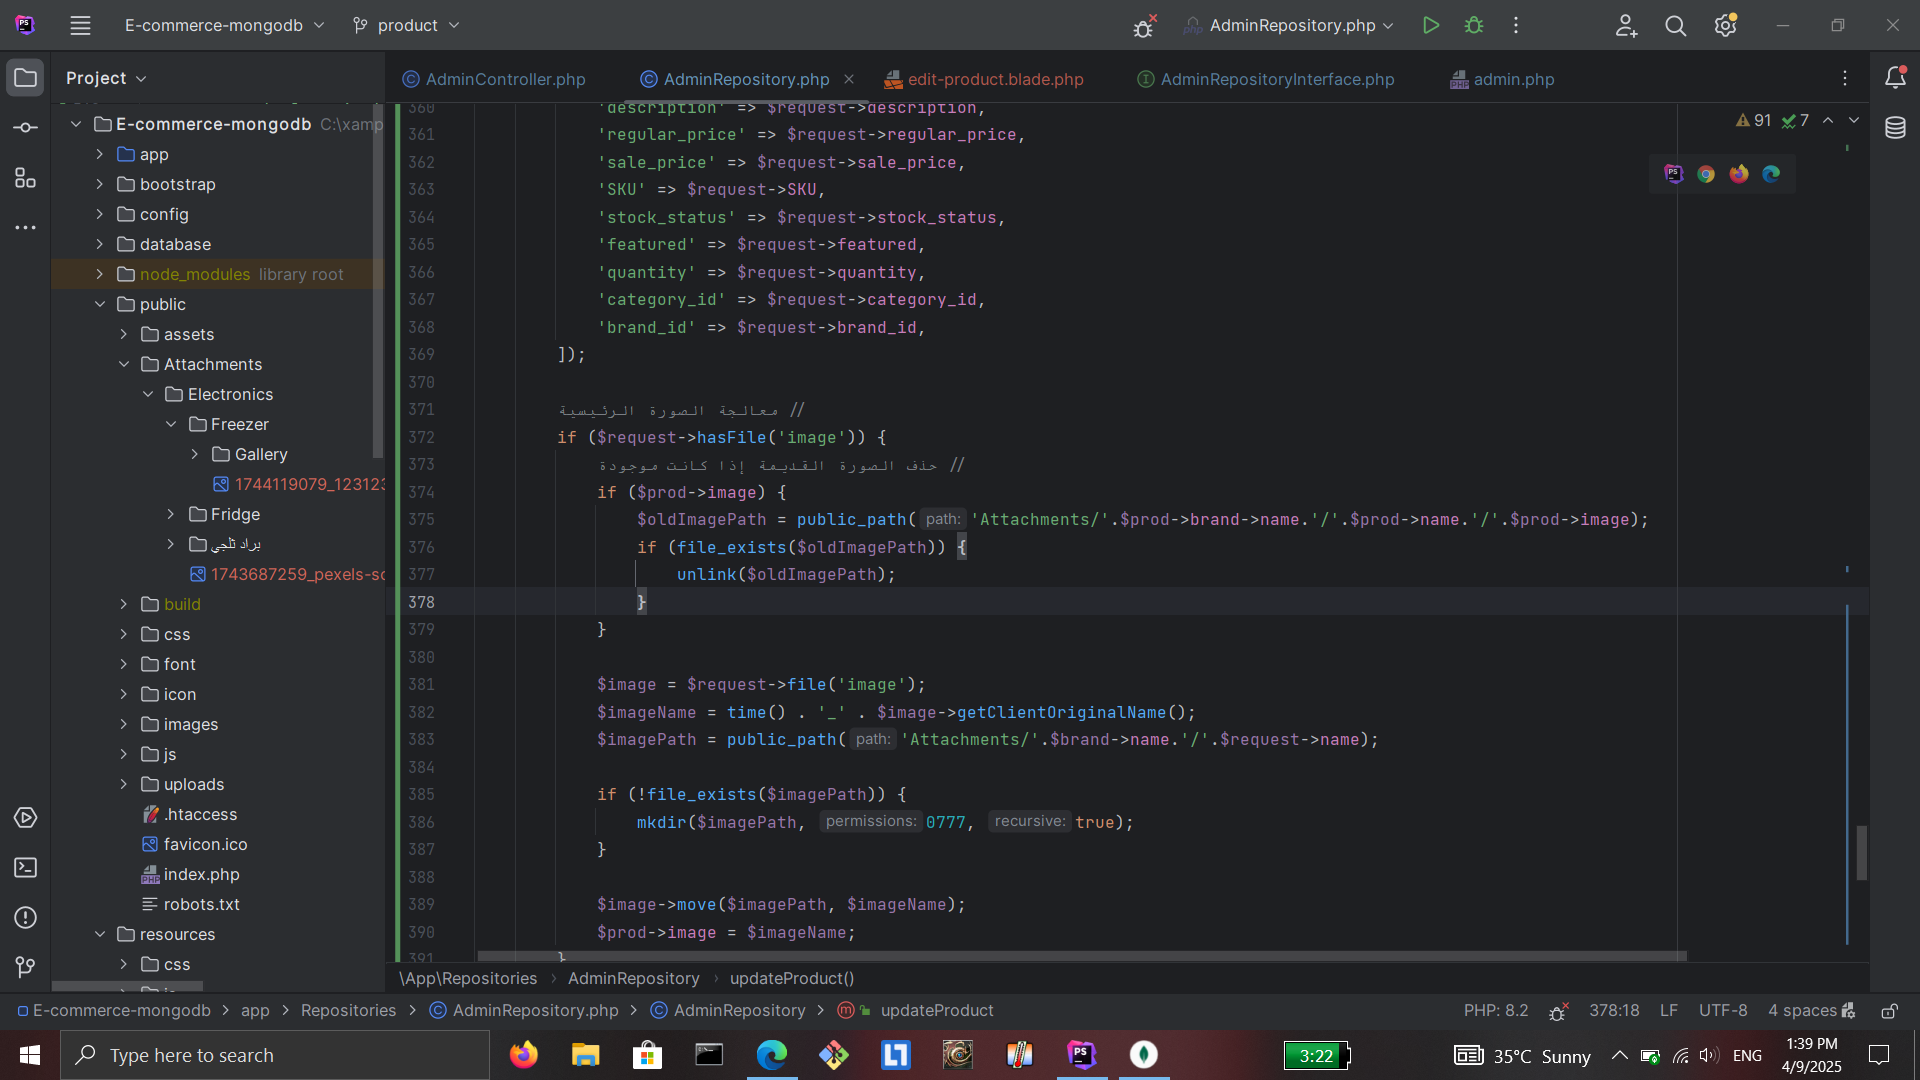 E-commerce-mongodb
product
AdminRepository.php
Project
AdminController.php
AdminRepository.php
edit-product.blade.php
AdminRepositoryInterface.php
admin.php
E-commerce-mongodb C:\xamp
app
bootstrap
config
database
node_modules library root
public
assets
Attachments
Electronics
Freezer
Gallery
1744119079_123123
Fridge
براد ثلجي
1743687259_pexels-so
build
css
font
icon
images
js
uploads
.htaccess
favicon.ico
index.php
robots.txt
resources
css
91 7
360 'description' => $request->description,
361 'regular_price' => $request->regular_price,
362 'sale_price' => $request->sale_price,
363 'SKU' => $request->SKU,
364 'stock_status' => $request->stock_status,
365 'featured' => $request->featured,
366 'quantity' => $request->quantity,
367 'category_id' => $request->category_id,
368 'brand_id' => $request->brand_id,
369 ]);
370
371 // معالجة الصورة الرئيسية
372 if ($request->hasFile('image')) {
373 // حذف الصورة القديمة إذا كانت موجودة
374 if ($prod->image) {
375 $oldImagePath = public_path( path: 'Attachments/'.$prod->brand->name.'/'.$prod->name.'/'.$prod->image);
376 if (file_exists($oldImagePath)) {
377 unlink($oldImagePath);
378 }
379 }
380
381 $image = $request->file('image');
382 $imageName = time() . '_' . $image->getClientOriginalName();
383 $imagePath = public_path( path: 'Attachments/'.$brand->name.'/'.$request->name);
384
385 if (!file_exists($imagePath)) {
386 mkdir($imagePath, permissions: 0777, recursive: true);
387 }
388
389 $image->move($imagePath, $imageName);
390 $prod->image = $imageName;
391 }
\App\Repositories > AdminRepository > updateProduct()
E-commerce-mongodb > app > Repositories > AdminRepository.php > AdminRepository > updateProduct
PHP: 8.2 378:18 LF UTF-8 4 spaces
Type here to search
3:22
35°C Sunny
ENG
1:39 PM
4/9/2025